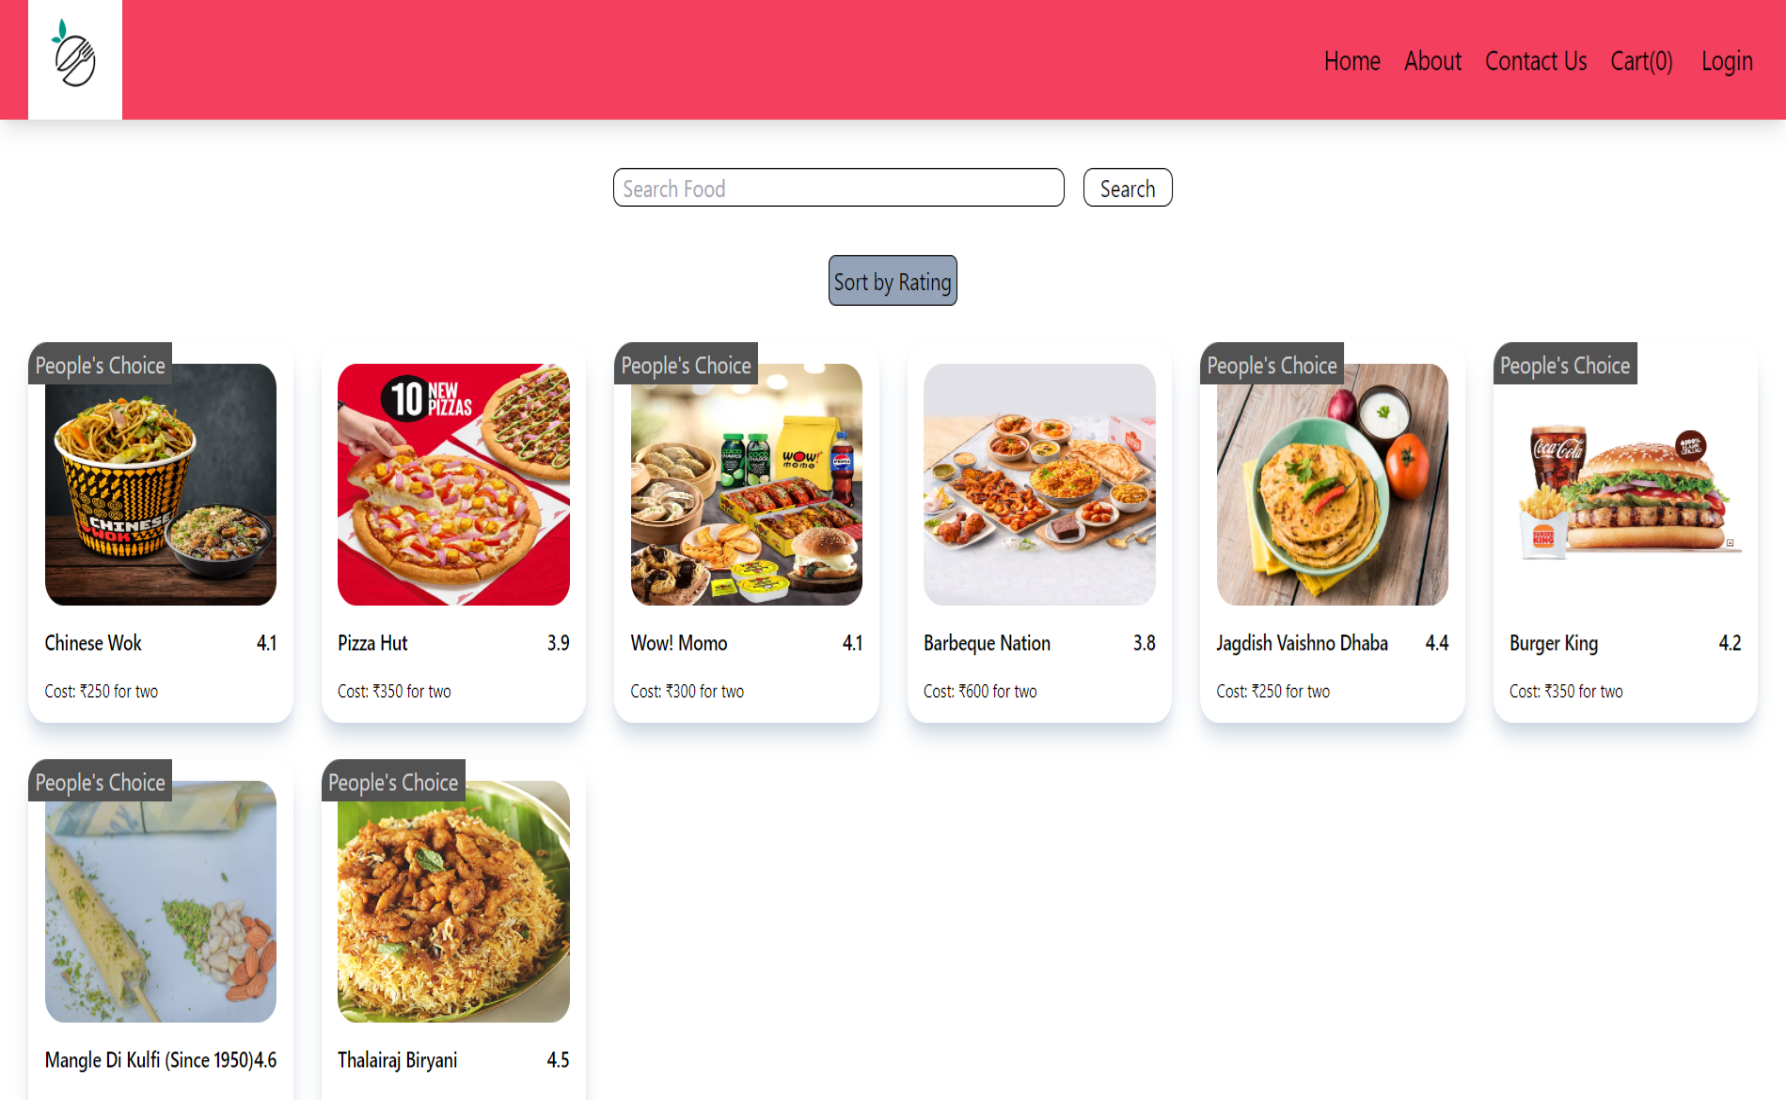 Home About Contact Us Cart(0) Login
Search Food Search
Sort by Rating
People's Choice
CHINESE
WOK
Chinese Wok 4.1
Cost: ₹250 for two
10 NEW
PIZZAS
Pizza Hut 3.9
Cost: ₹350 for two
People's Choice
WOW!
MOMO
Wow! Momo 4.1
Cost: ₹300 for two
Barbeque Nation 3.8
Cost: ₹600 for two
People's Choice
Jagdish Vaishno Dhaba 4.4
Cost: ₹250 for two
People's Choice
Coca-Cola
BURGER
KING
Burger King 4.2
Cost: ₹350 for two
People's Choice
Mangle Di Kulfi (Since 1950)4.6
People's Choice
Thalairaj Biryani 4.5